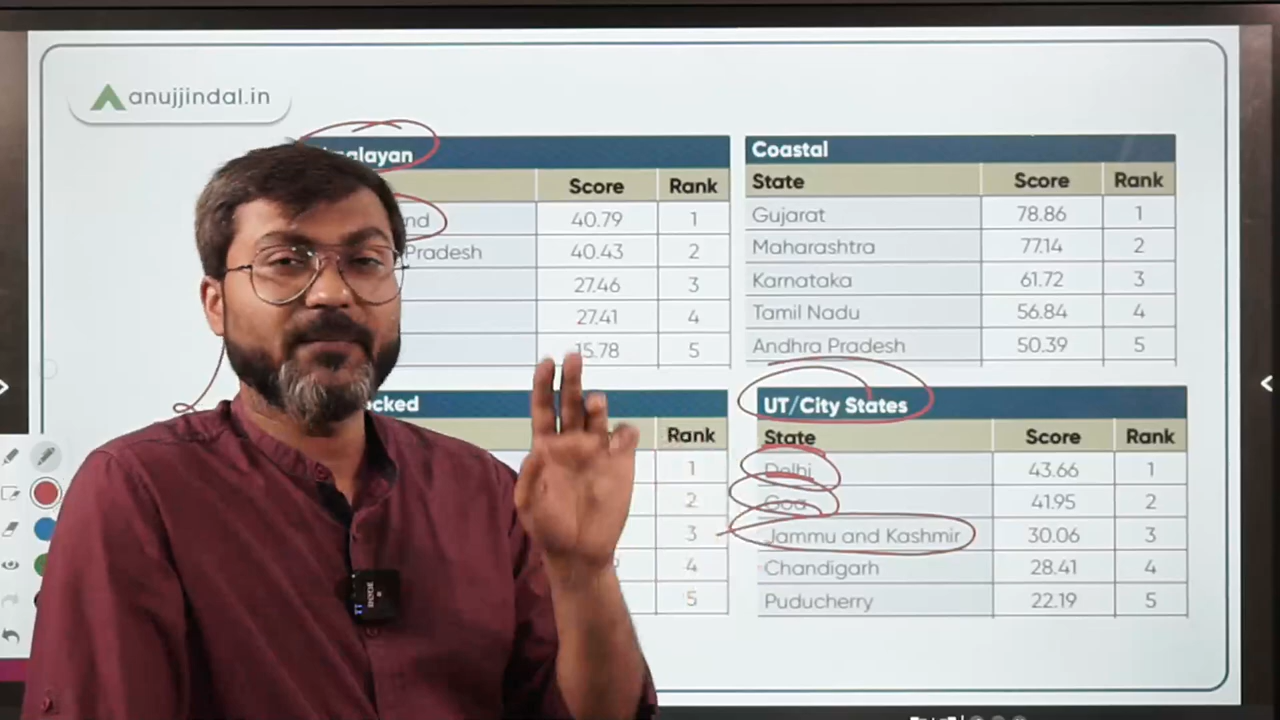 anujjindal.in
Coastal
Score Rank
State Score Rank
40.79 1
Gujarat 78.86 1
Pradesh 40.43 2
Maharashtra 77.14 2
27.46 3
Karnataka 61.72 3
27.41 4
Tamil Nadu 56.84 4
15.78 5
Andhra Pradesh 50.39 5
UT/City States
Rank
State Score Rank
1
Delhi 43.66 1
2
Goa 41.95 2
3
Jammu and Kashmir 30.06 3
4
Chandigarh 28.41 4
5
Puducherry 22.19 5